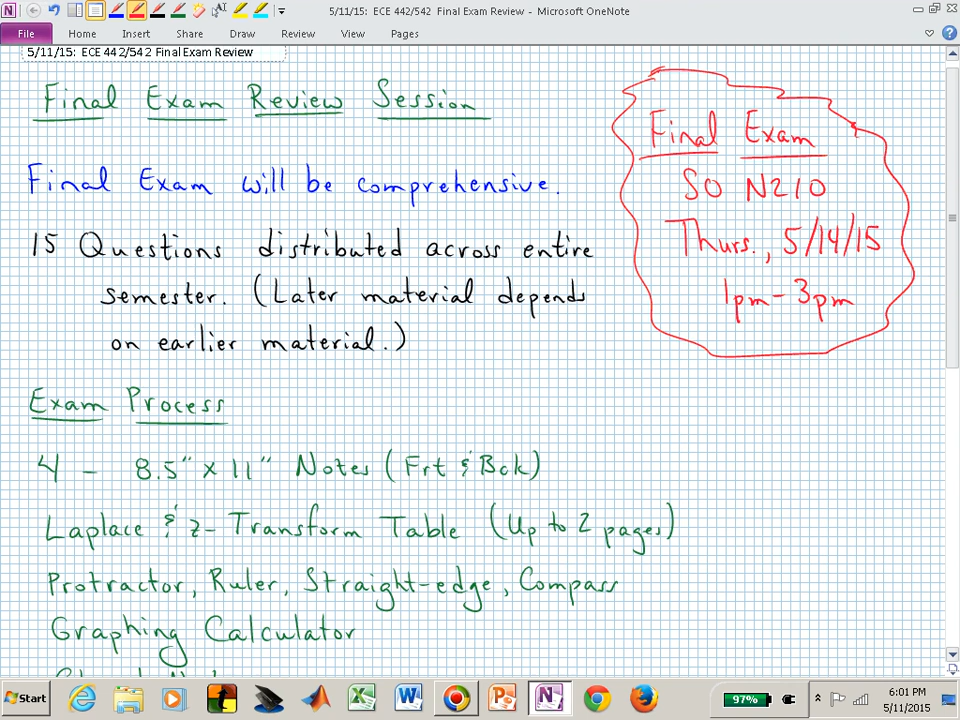 5/11/15: ECE 442/542 Final Exam Review - Microsoft OneNote
File Home Insert Share Draw Review View Pages
5/11/15: ECE 442/542 Final Exam Review
Final Exam Review Session
Final Exam
SO N210
Thurs., 5/14/15
1pm - 3pm
Final Exam will be comprehensive.
15 Questions distributed across entire
semester. (Later material depends
on earlier material.)
Exam Process
4 - 8.5" x 11" Notes (Frt & Bck)
Laplace & z-Transform Table (Up to 2 pages)
Protractor, Ruler, Straight-edge, Compass
Graphing Calculator
Start
97%
6:01 PM
5/11/2015